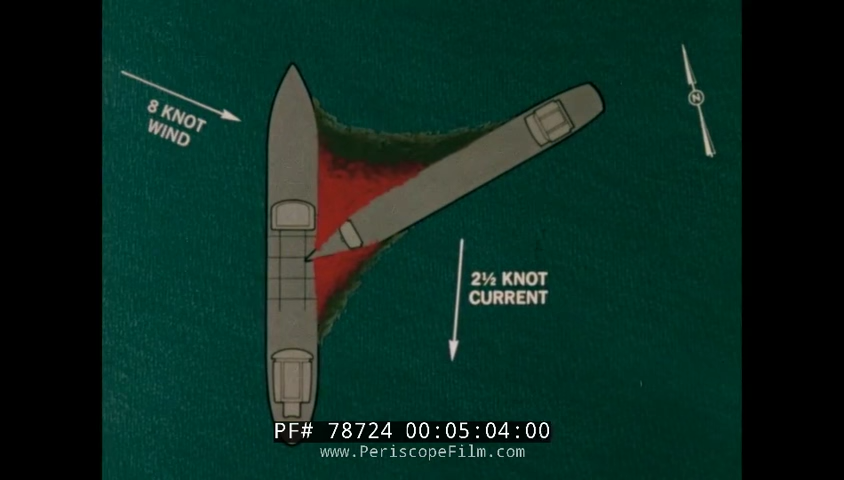 8 KNOT
WIND
N
2½ KNOT
CURRENT
PF# 78724 00:05:04:00
www.PeriscopeFilm.com